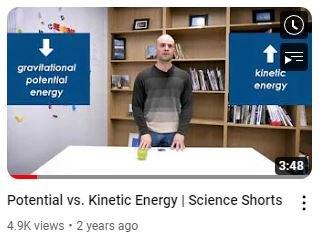 gravitational
potential
energy
kinetic
energy
3:48
Potential vs. Kinetic Energy | Science Shorts
4.9K views • 2 years ago